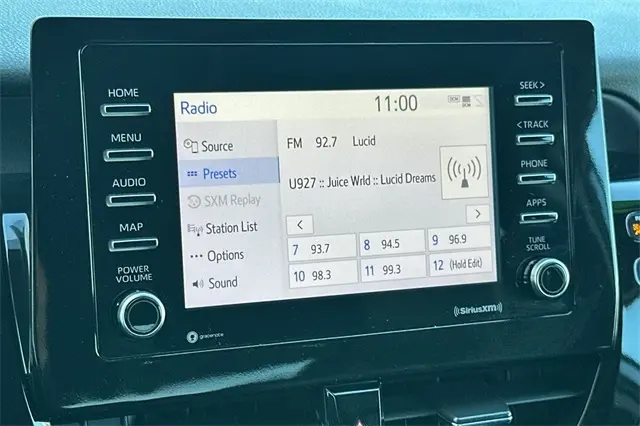 HOME
MENU
AUDIO
MAP
POWER
VOLUME
Radio
11:00
DCM
DCM
Source
Presets
SXM Replay
Station List
Options
Sound
FM 92.7 Lucid
U927 :: Juice Wrld :: Lucid Dreams
<
>
7 93.7
8 94.5
9 96.9
10 98.3
11 99.3
12 (Hold Edit)
SEEK >
< TRACK
PHONE
APPS
TUNE
SCROLL
gracenote
((SiriusXM))